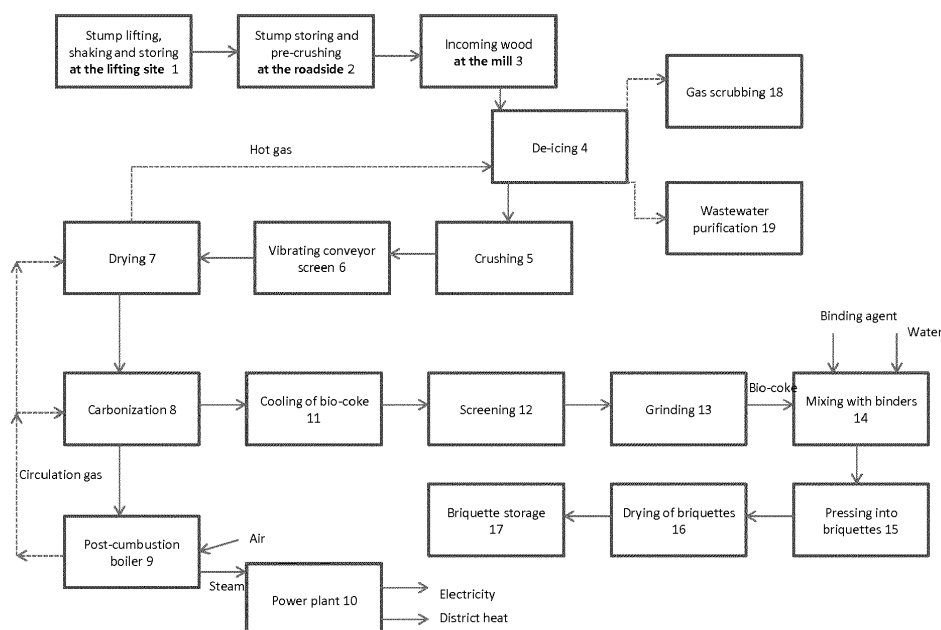 Stump lifting,
shaking and storing
at the lifting site 1
Stump storing and
pre-crushing
at the roadside 2
Incoming wood
at the mill 3
Gas scrubbing 18
De-icing 4
Hot gas
Wastewater
purification 19
Drying 7
Vibrating conveyor
screen 6
Crushing 5
Binding agent
Water
Carbonization 8
Cooling of bio-coke
11
Screening 12
Grinding 13
Bio-coke
Mixing with binders
14
Circulation gas
Briquette storage
17
Drying of briquettes
16
Pressing into
briquettes 15
Post-cumbustion
boiler 9
Air
Steam
Power plant 10
Electricity
District heat